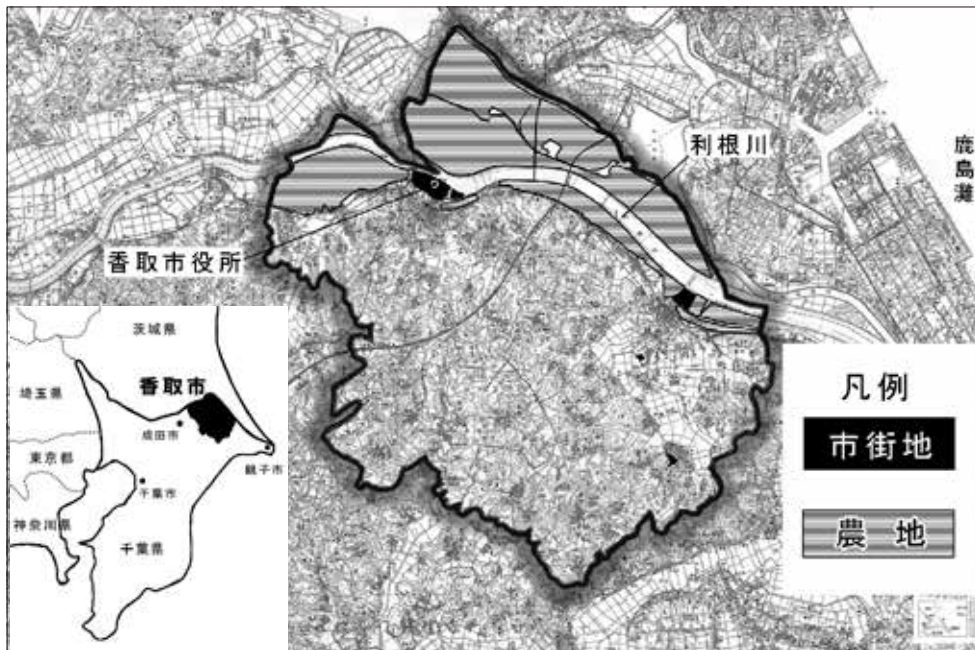 利根川
鹿島灘
香取市役所
茨城県
香取市
埼玉県
成田市
東京都
銚子市
千葉市
神奈川県
千葉県
凡例
市街地
農地